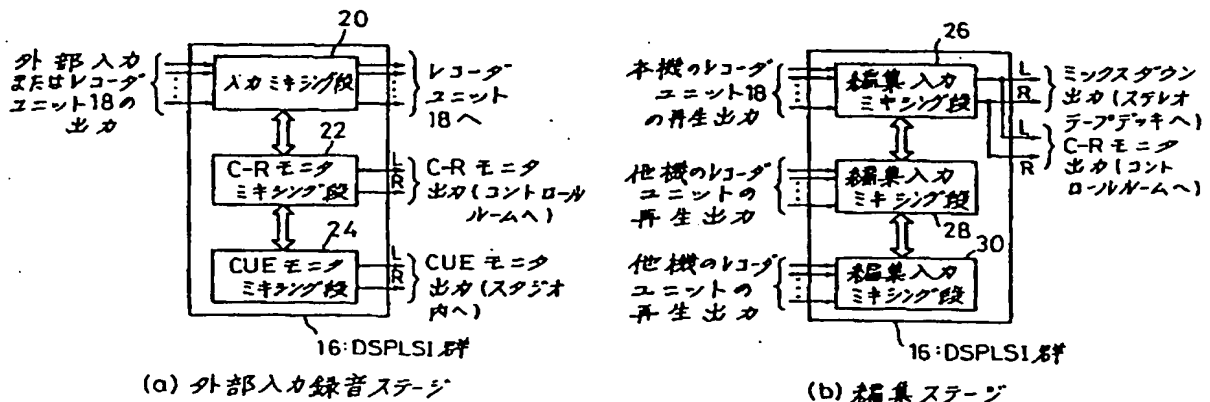 20
外部入力
またはレコーダ
ユニット18の
出力
入力ミキシング段
レコーダ
ユニット
18へ
22
C-Rモニタ
ミキシング段
L
R
C-Rモニタ
出力(コントロール
ルームへ)
24
CUEモニタ
ミキシング段
L
R
CUEモニタ
出力(スタジオ
内へ)
16:DSPLSI群
(a) 外部入力録音ステージ
26
本機のレコーダ
ユニット18
の再生出力
編集入力
ミキシング段
L
R
ミックスダウン
出力(ステレオ
テープデッキへ)
L
R
C-Rモニタ
出力(コント
ロールルームへ)
他機のレコーダ
ユニットの
再生出力
編集入力
ミキシング段
28
30
他機のレコーダ
ユニットの
再生出力
編集入力
ミキシング段
16:DSPLSI群
(b) 編集ステージ